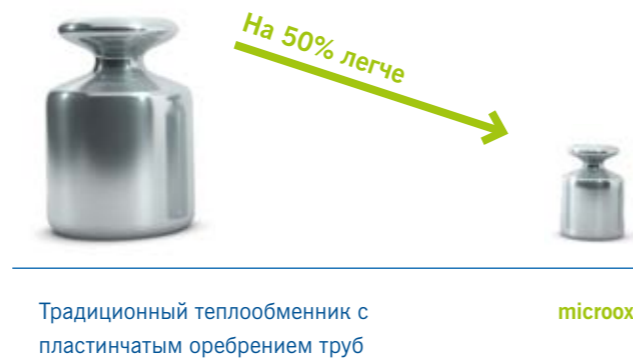 На 50% легче
Традиционный теплообменник с
пластинчатым оребрением труб
microox